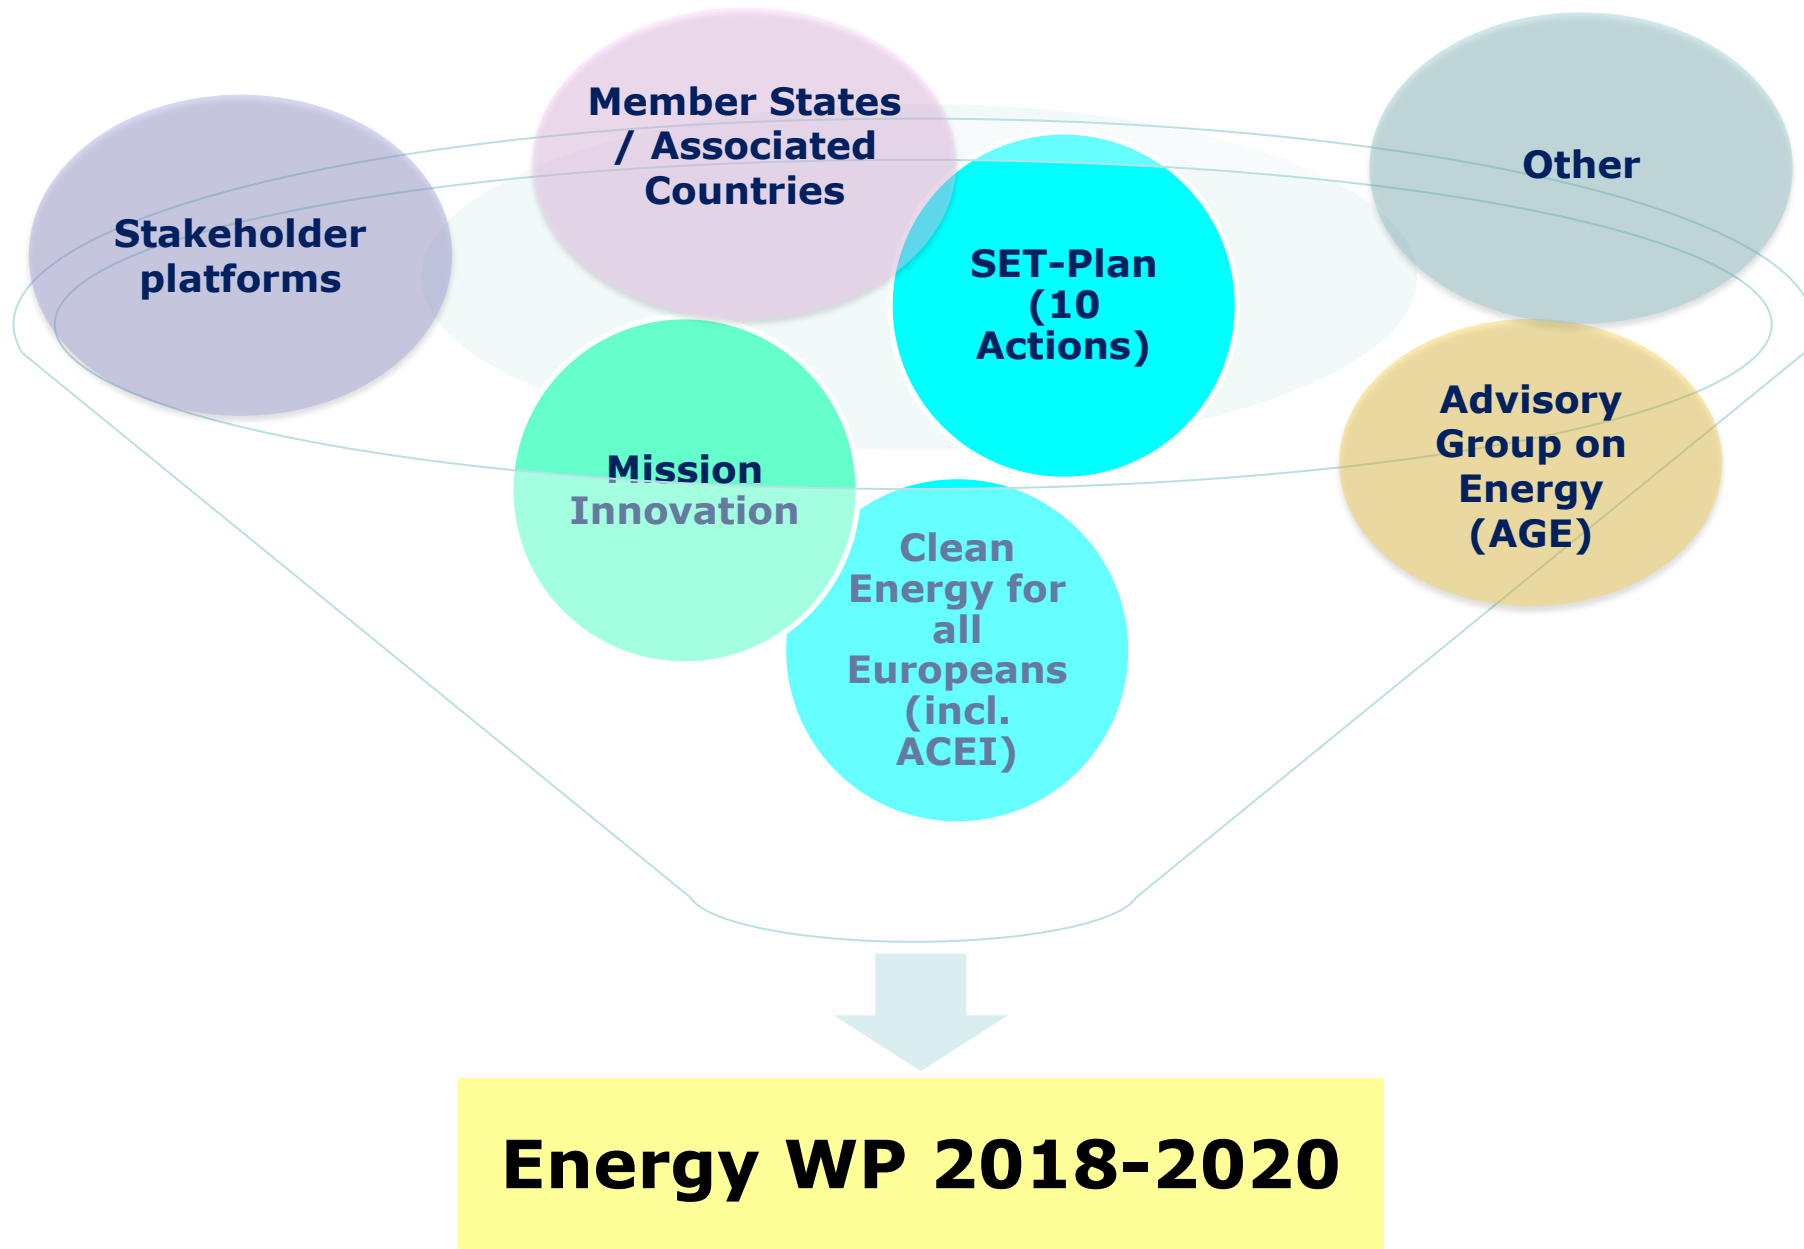 Member States
/ Associated
Countries
Other
Stakeholder
platforms
SET-Plan
(10
Actions)
Advisory
Group on
Energy
(AGE)
Mission
Innovation
Clean
Energy for
all
Europeans
(incl.
ACEI)
Energy WP 2018-2020